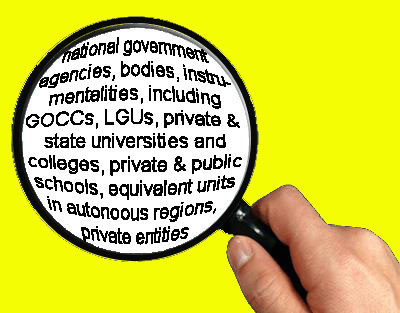 national government
agencies, bodies, instru-
mentalities, including
GOCCs, LGUs, private &
state universities and
colleges, private & public
schools, equivalent units
in autonoous regions,
private entities